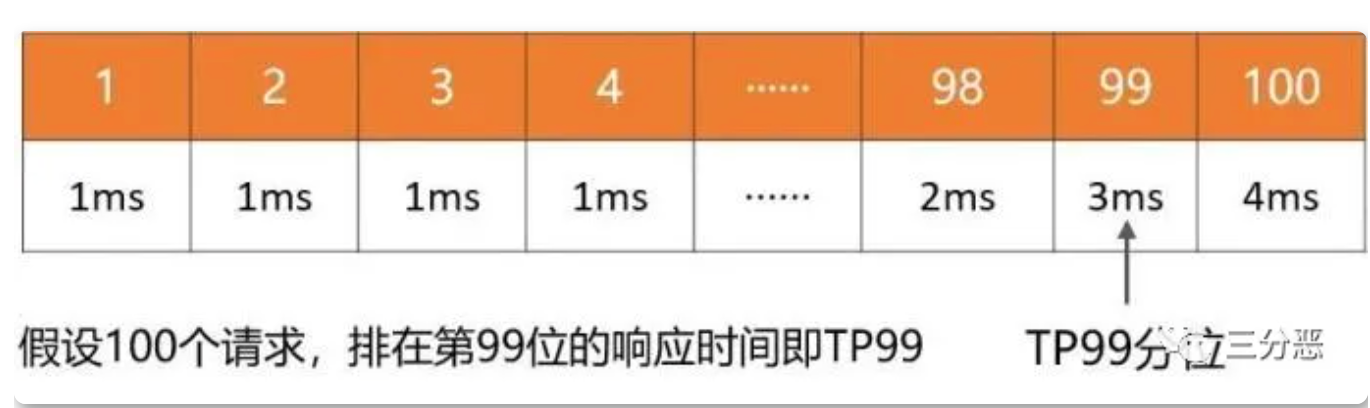 1 2 3 4 …… 98 99 100
1ms 1ms 1ms 1ms …… 2ms 3ms 4ms
假设100个请求，排在第99位的响应时间即TP99 TP99分位 三分恶